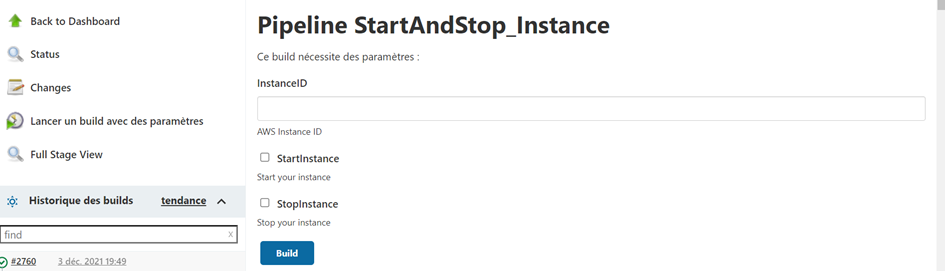 Back to Dashboard
Status
Changes
Lancer un build avec des paramètres
Full Stage View
Historique des builds tendance
find x
#2760 3 déc. 2021 19:49
Pipeline StartAndStop_Instance
Ce build nécessite des paramètres :
InstanceID
AWS Instance ID
StartInstance
Start your instance
StopInstance
Stop your instance
Build